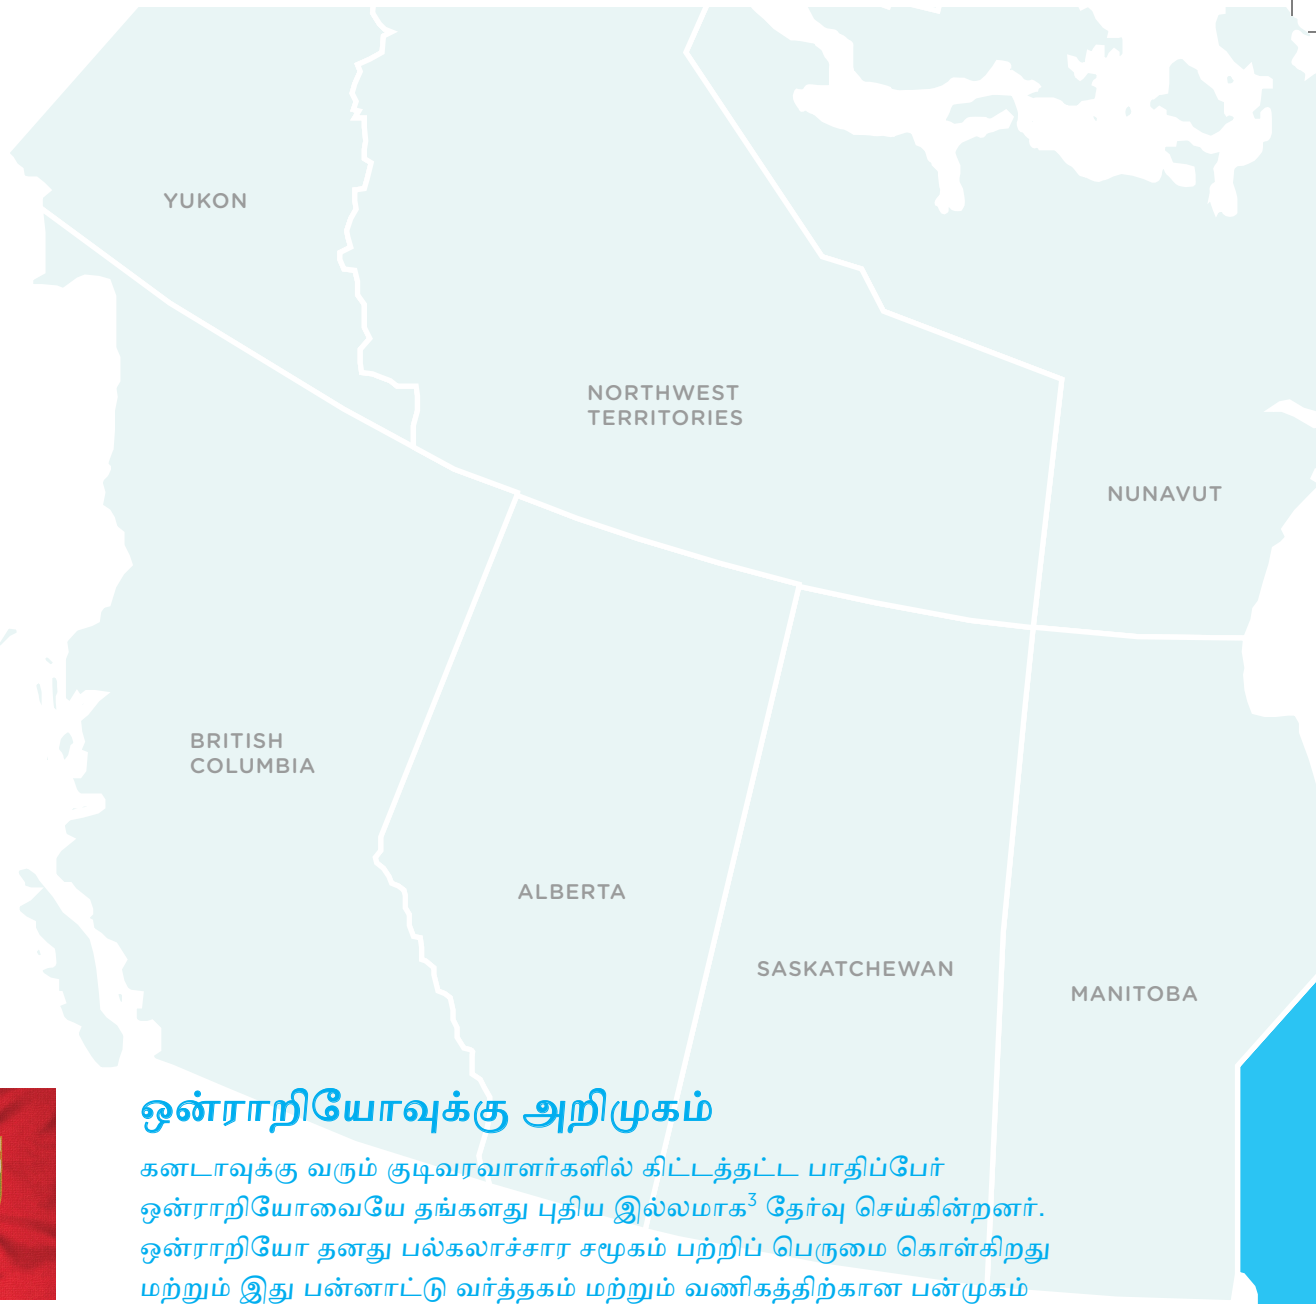 YUKON
NORTHWEST
TERRITORIES
NUNAVUT
BRITISH
COLUMBIA
ALBERTA
SASKATCHEWAN
MANITOBA
ஒன்ராறியோவுக்கு அறிமுகம்
கனடாவுக்கு வரும் குடிவரவாளர்களில் கிட்டத்தட்ட பாதிப்பேர்
ஒன்ராறியோவையே தங்களது புதிய இல்லமாக³ தேர்வு செய்கின்றனர்.
ஒன்ராறியோ தனது பல்கலாச்சார சமூகம் பற்றிப் பெருமை கொள்கிறது
மற்றும் இது பன்னாட்டு வர்த்தகம் மற்றும் வணிகத்திற்கான பன்முகம்